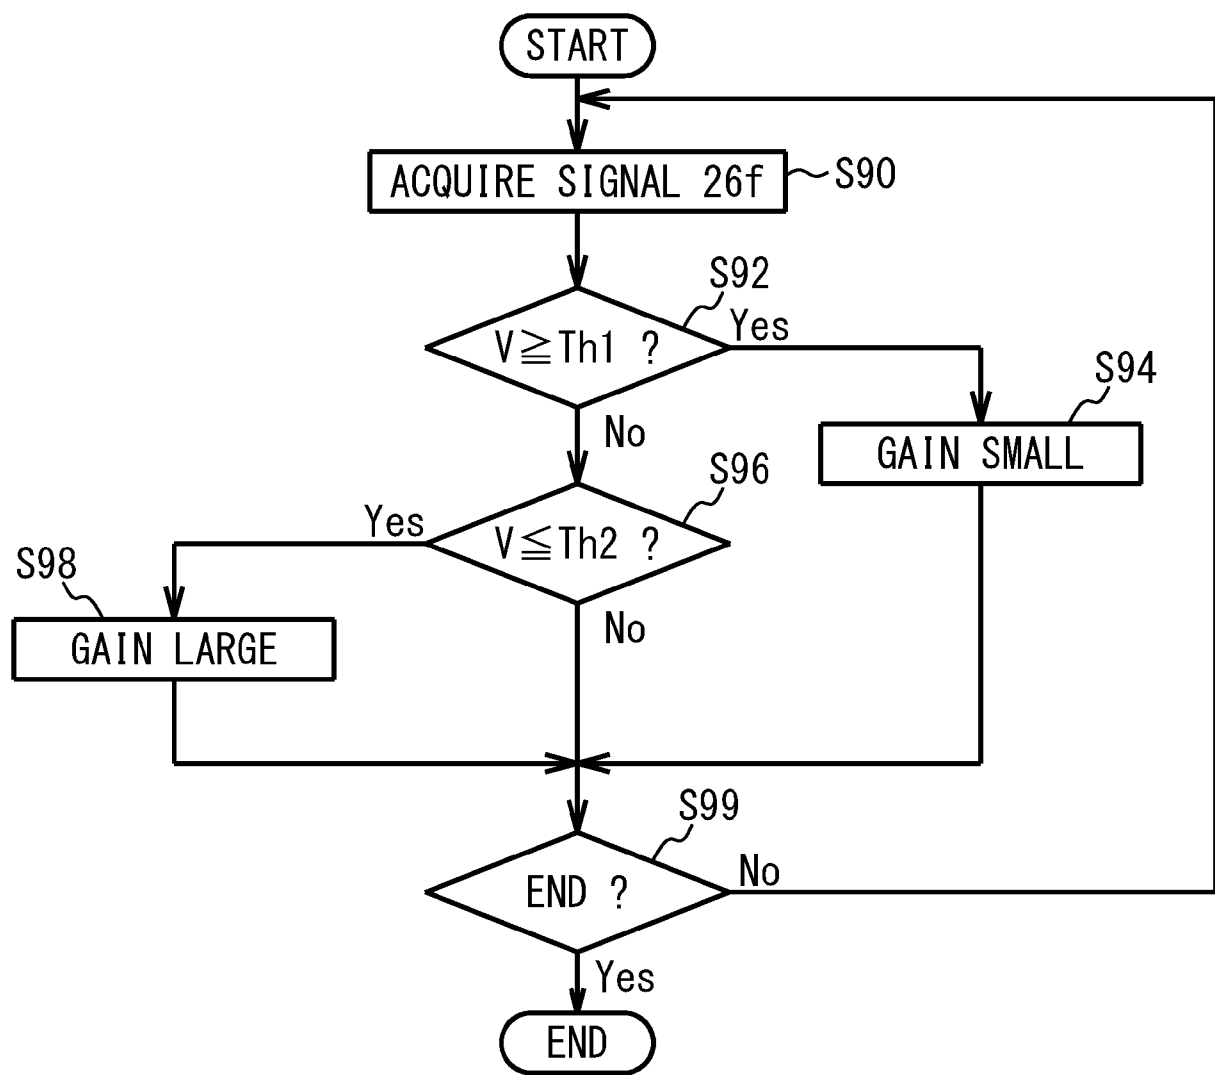 START
ACQUIRE SIGNAL 26f
S90
S92
V≧Th1 ?
Yes
S94
GAIN SMALL
No
S96
V≦Th2 ?
Yes
S98
GAIN LARGE
No
S99
END ?
No
Yes
END